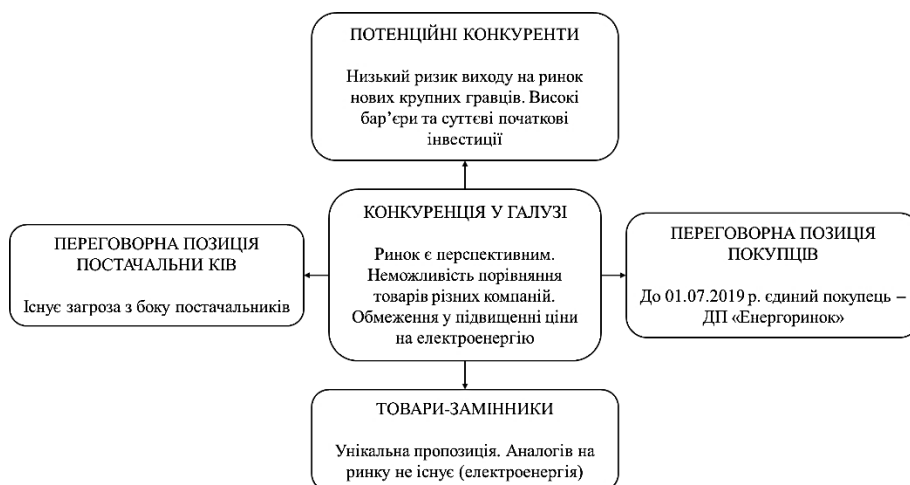 ПОТЕНЦІЙНІ КОНКУРЕНТИ
Низький ризик виходу на ринок
нових крупних гравців. Високі
бар’єри та суттєві початкові
інвестиції
ПЕРЕГОВОРНА ПОЗИЦІЯ
ПОСТАЧАЛЬНИ КІВ
Існує загроза з боку постачальників
КОНКУРЕНЦІЯ У ГАЛУЗІ
Ринок є перспективним.
Неможливість порівняння
товарів різних компаній.
Обмеження у підвищенні ціни
на електроенергію
ПЕРЕГОВОРНА ПОЗИЦІЯ
ПОКУПЦІВ
До 01.07.2019 р. єдиний покупець –
ДП «Енергоринок»
ТОВАРИ-ЗАМІННИКИ
Унікальна пропозиція. Аналогів на
ринку не існує (електроенергія)